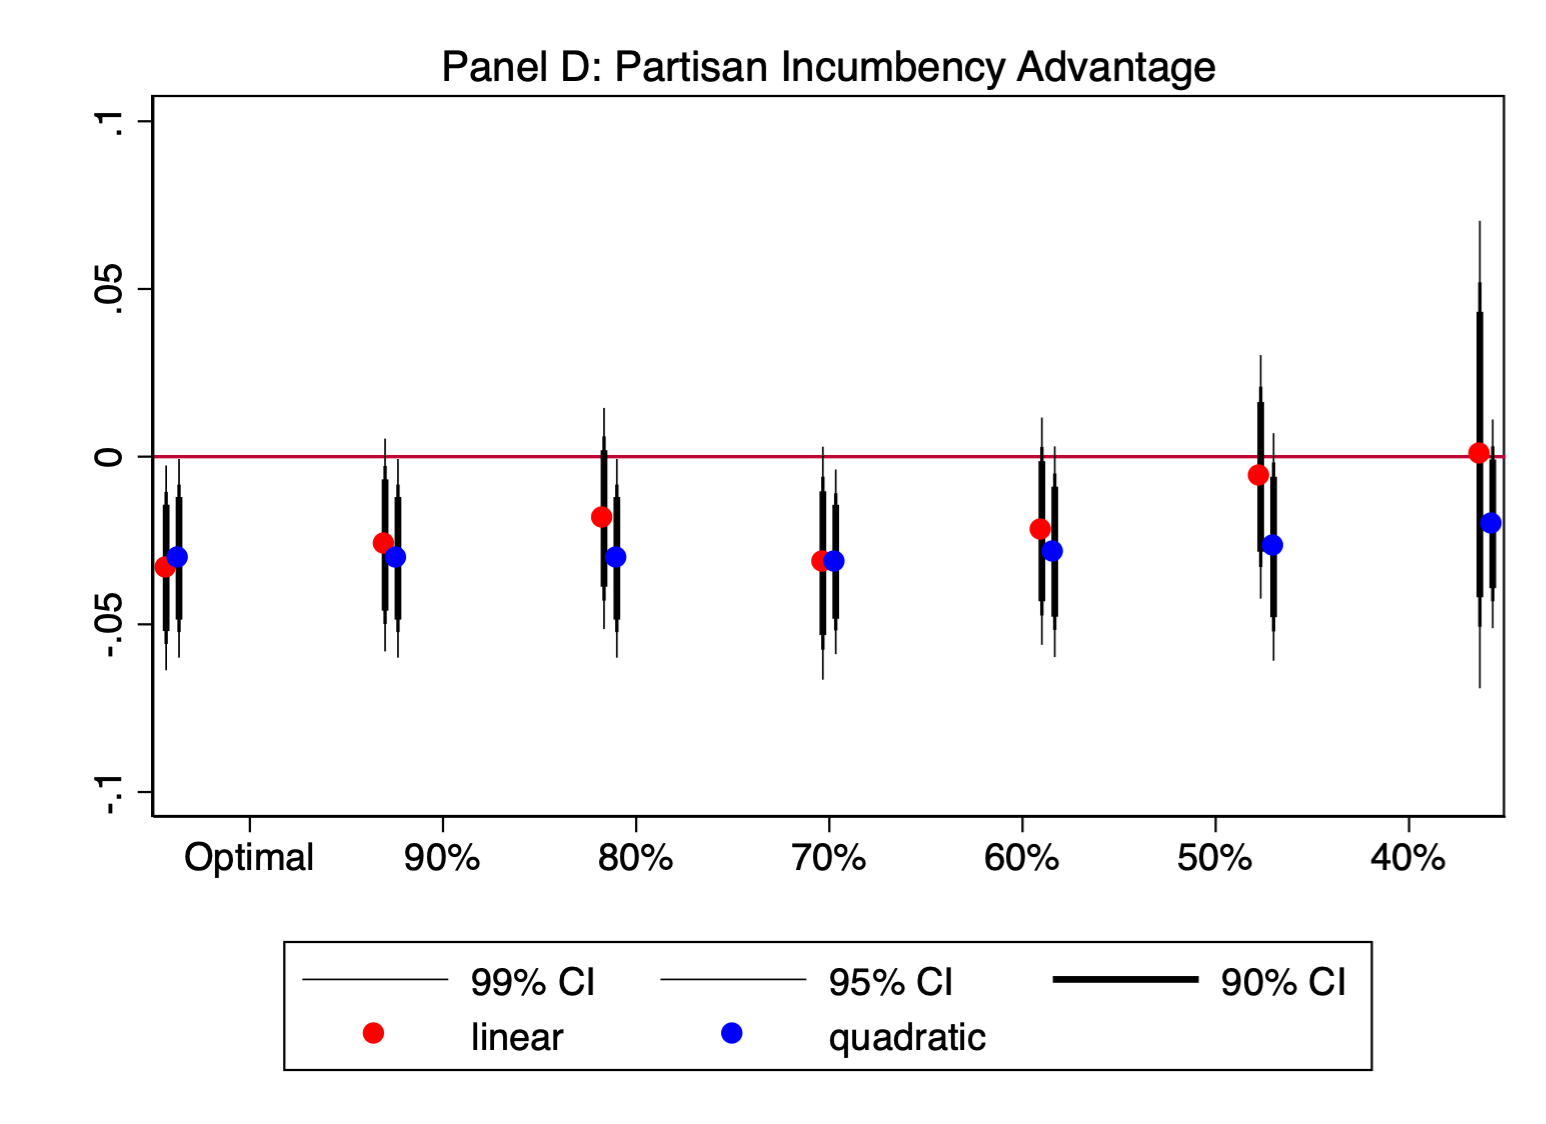 Panel D: Partisan Incumbency Advantage
.1
.05
0
-.05
-.1
Optimal 90% 80% 70% 60% 50% 40%
99% CI 95% CI 90% CI
linear quadratic